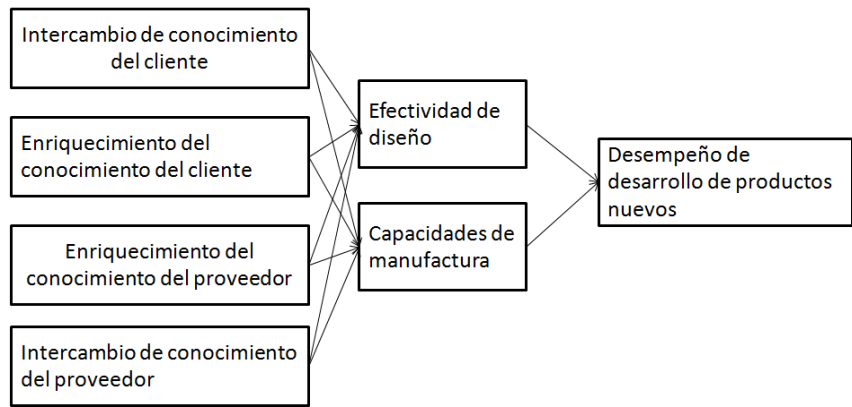 Intercambio de conocimiento
del cliente
Enriquecimiento del
conocimiento del cliente
Enriquecimiento del
conocimiento del proveedor
Intercambio de conocimiento
del proveedor
Efectividad de
diseño
Capacidades de
manufactura
Desempeño de
desarrollo de productos
nuevos